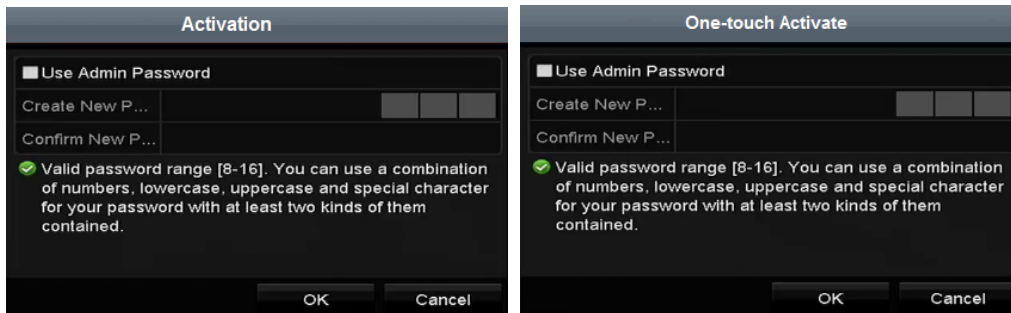 Activation
Use Admin Password
Create New P...
Confirm New P...
Valid password range [8-16]. You can use a combination
of numbers, lowercase, uppercase and special character
for your password with at least two kinds of them
contained.
OK
Cancel
One-touch Activate
Use Admin Password
Create New P...
Confirm New P...
Valid password range [8-16]. You can use a combination
of numbers, lowercase, uppercase and special character
for your password with at least two kinds of them
contained.
OK
Cancel